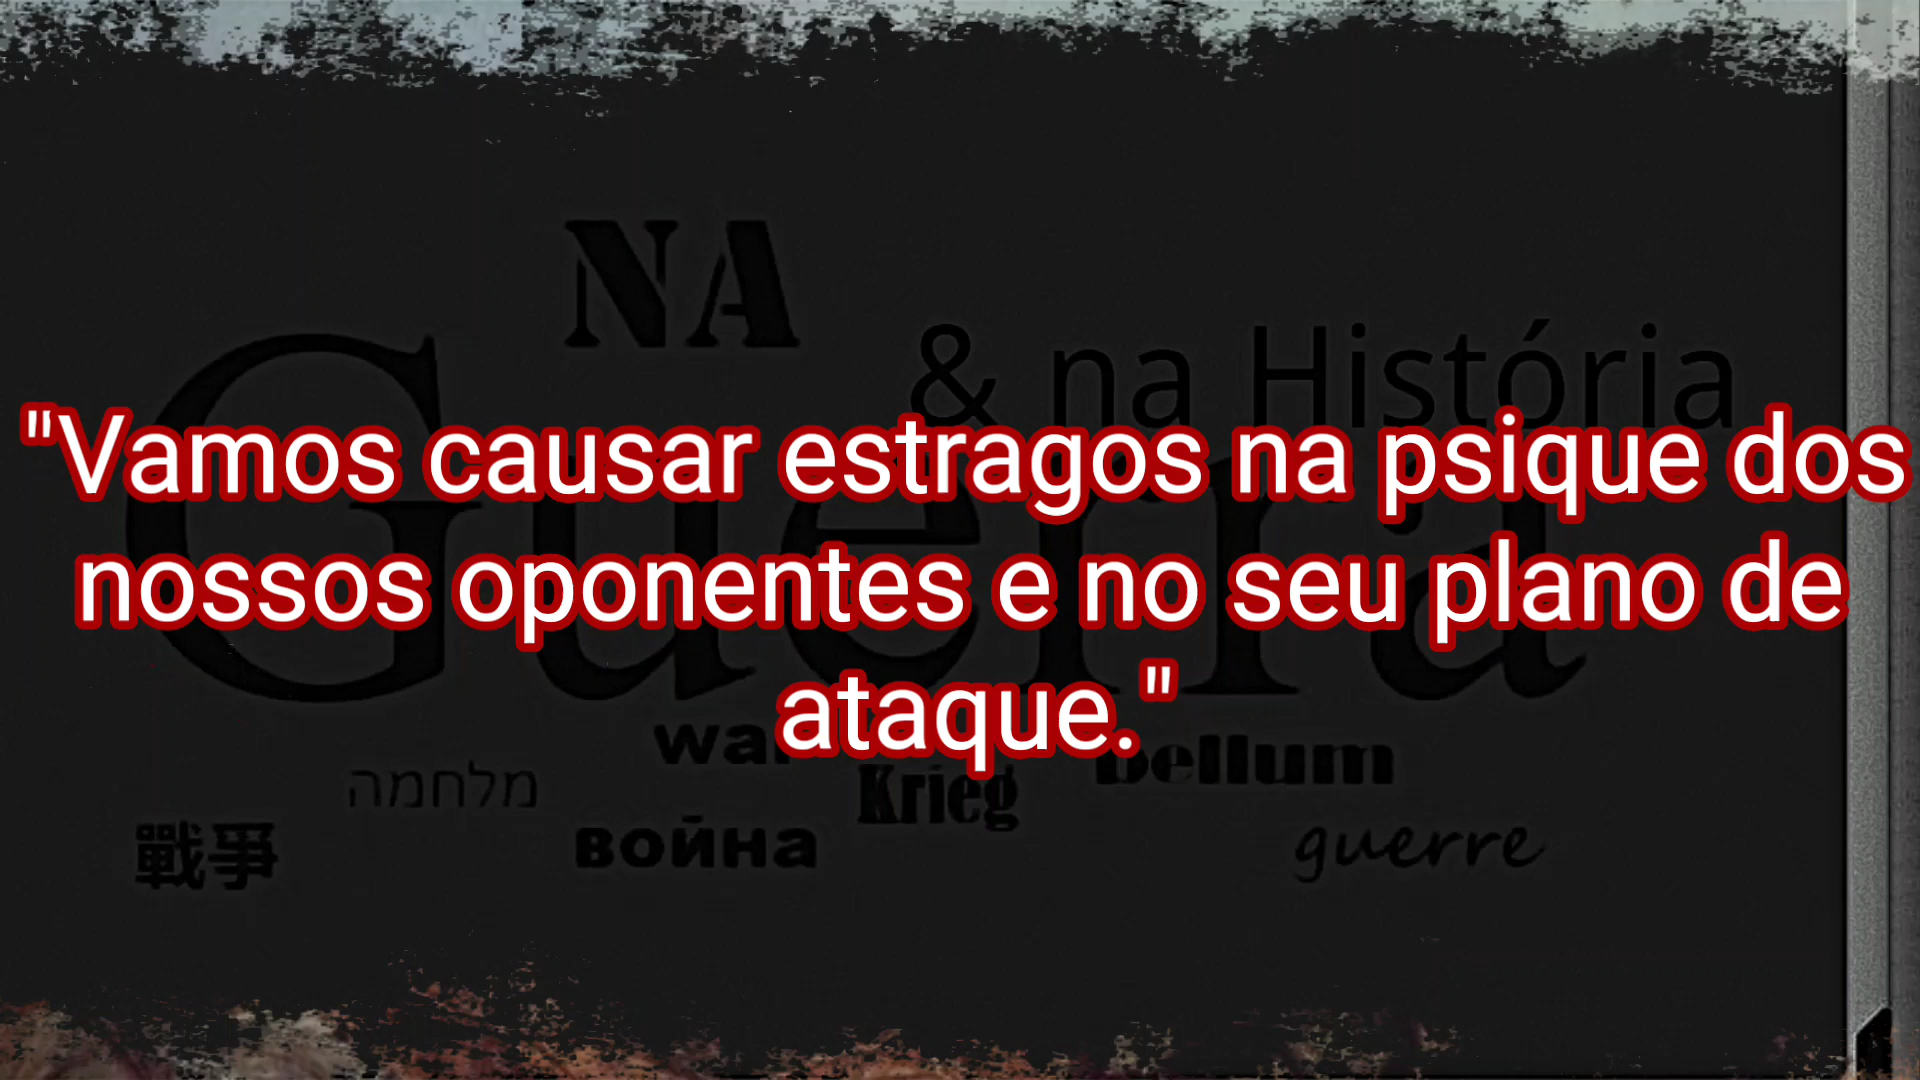 NA
& na História
Guerra
"Vamos causar estragos na psique dos
nossos oponentes e no seu plano de
ataque."
war
bellum
מלחמה
Krieg
戰爭
война
guerre